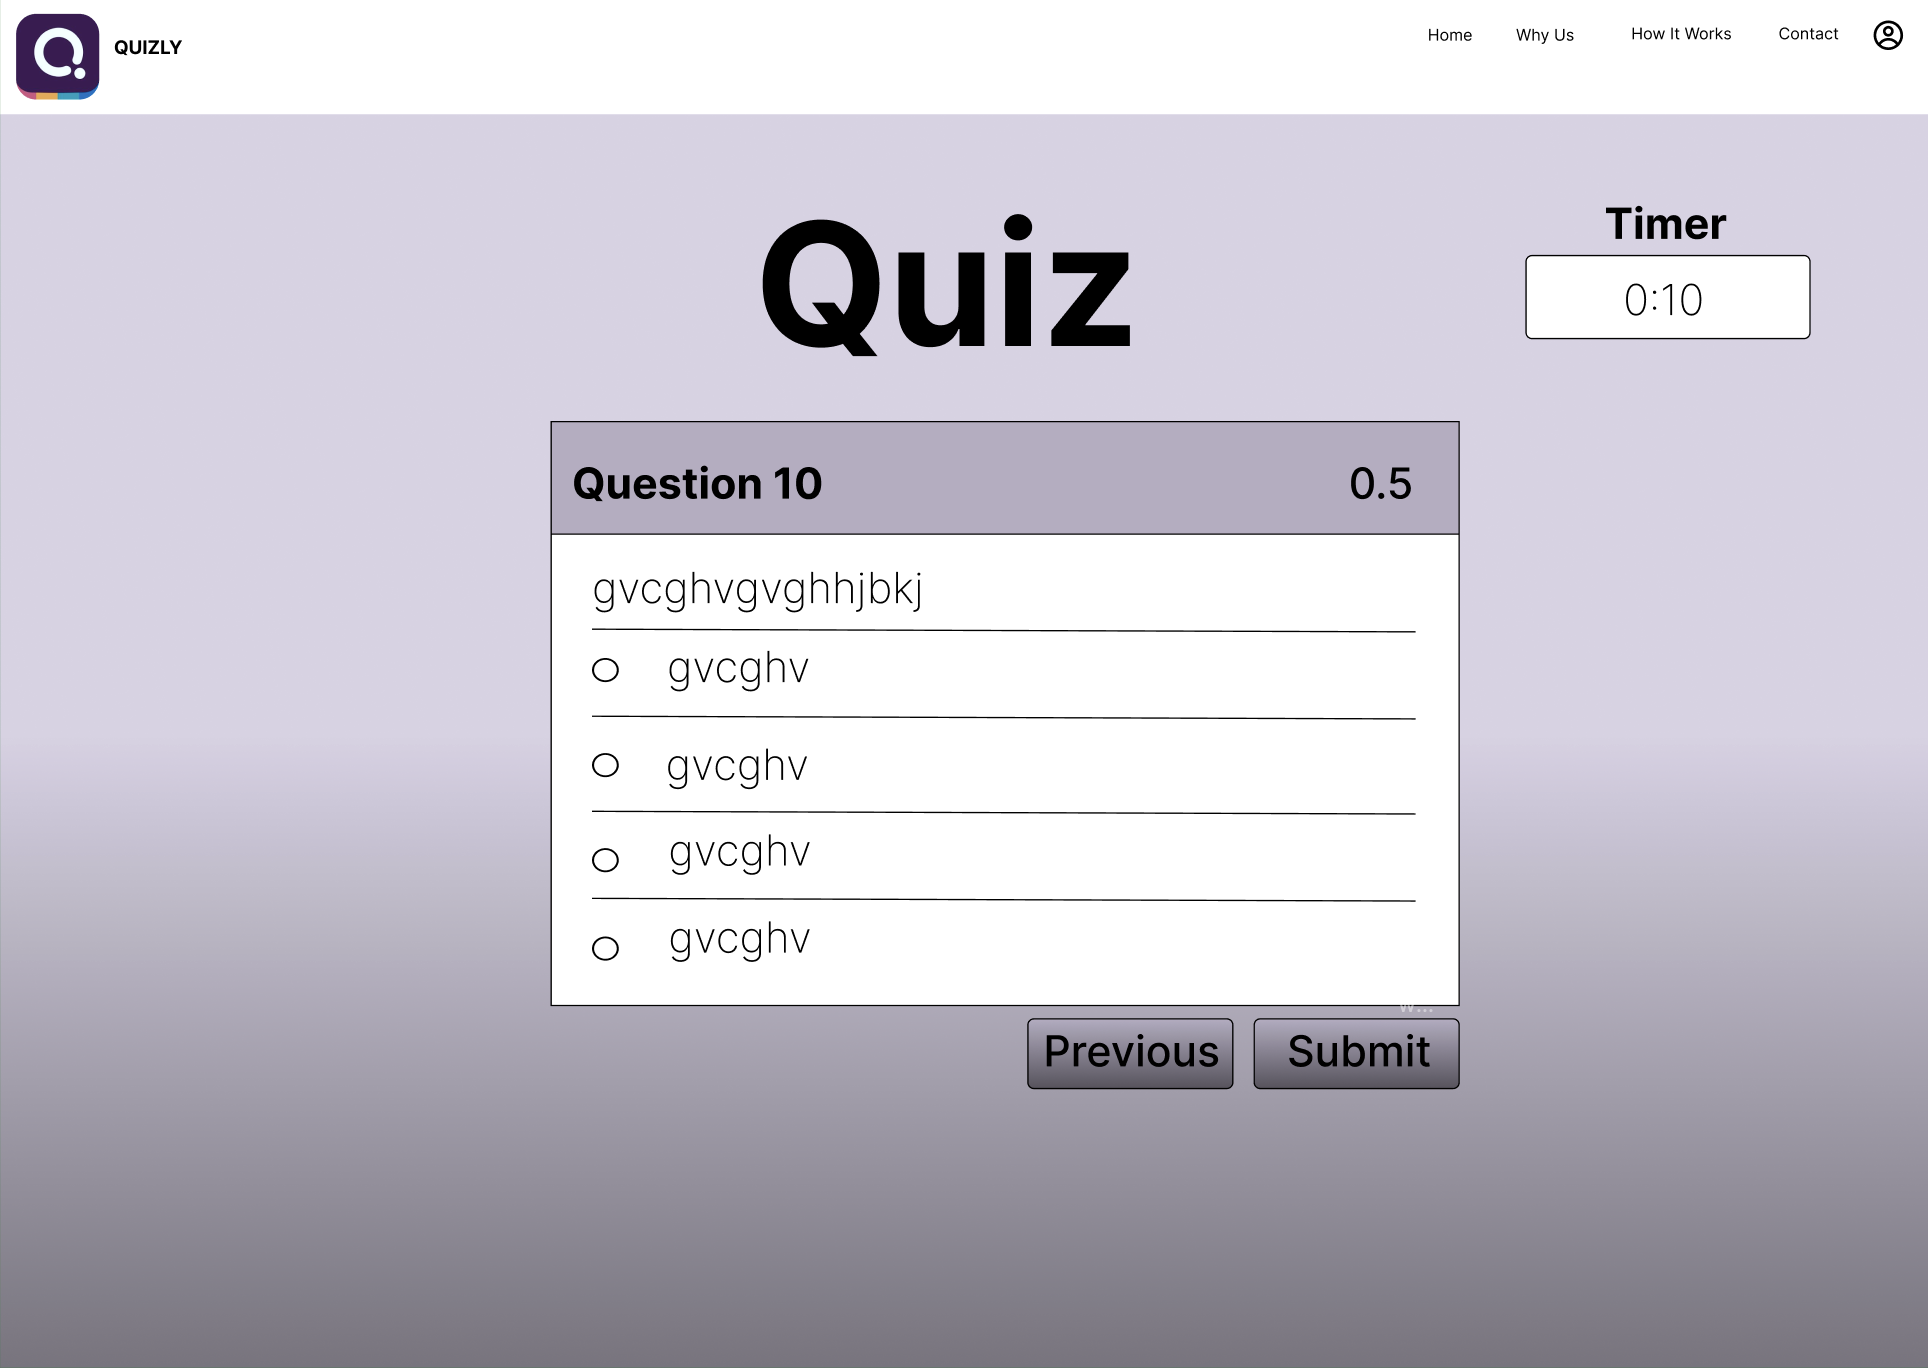 QUIZLY
Home Why Us How It Works Contact
Quiz
Timer
0:10
Question 10 0.5
gvcghvgvghhjbkj
gvcghv
gvcghv
gvcghv
gvcghv
Previous Submit